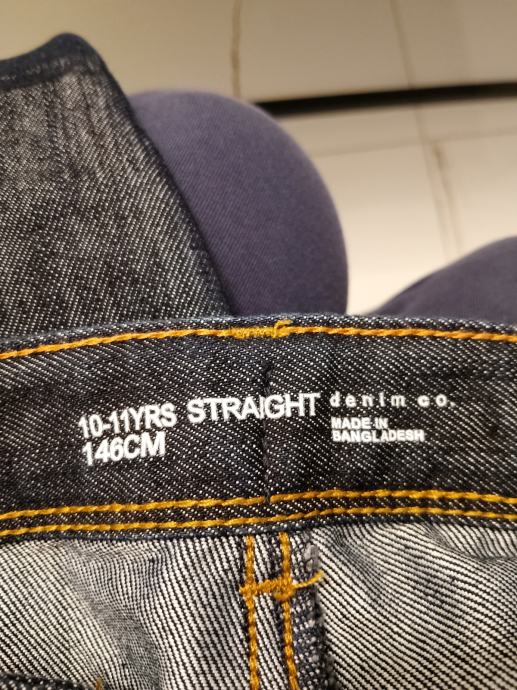 10-11YRS STRAIGHT denim co.
146CM
MADE IN
BANGLADESH